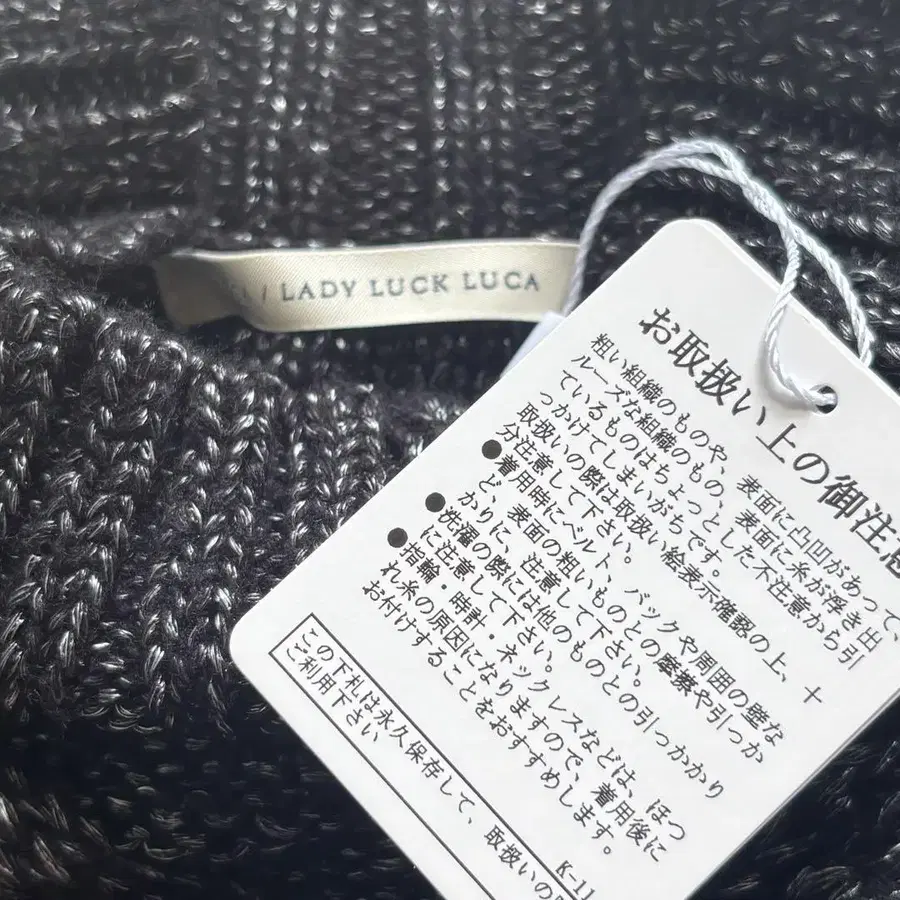 / LADY LUCK LUCA
お取扱い上の御注意
粗い組織のものや、表面に凸凹があって、
ルーズな組織のもの、表面に糸が浮き出
ているものはちょっとした不注意から引
っかけてしまいがちです。
取扱いの際は取扱い絵表示確認の上、十
分注意して下さい。
●着用時にベルト、バックや周囲の壁な
ど、表面の粗いものとの摩擦や引っか
かりに、注意して下さい。
●洗濯の際には他のものとの引っかかり
に注意して下さい。
●指輪・時計・ネックレスなどは、ほつ
れ糸の原因になりますので、着用後に
お付けすることをおすすめします。
この下札は永久保存して、取扱いの
ご利用下さい
K-11